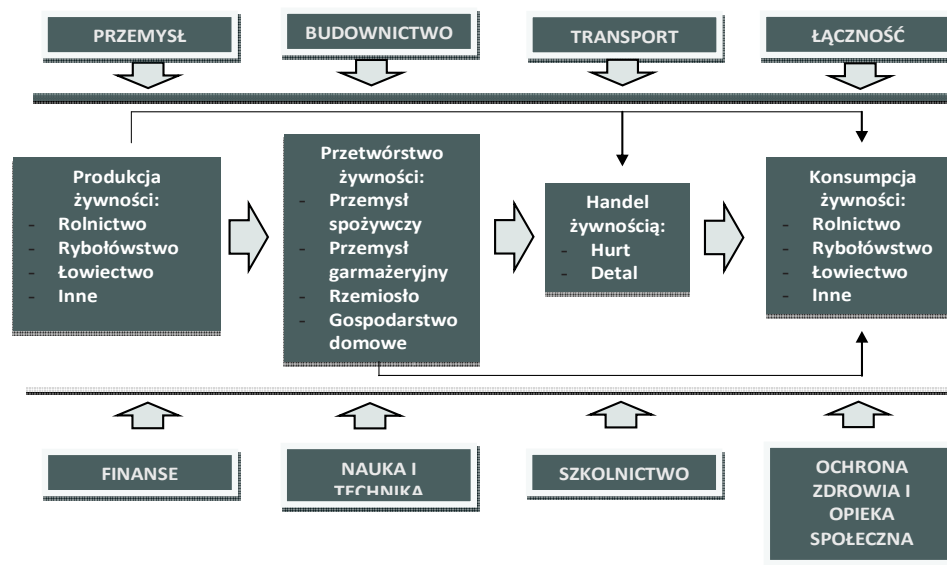 PRZEMYSŁ
BUDOWNICTWO
TRANSPORT
ŁĄCZNOŚĆ
Produkcja
żywności:
- Rolnictwo
- Rybołówstwo
- Łowiectwo
- Inne
Przetwórstwo
żywności:
- Przemysł
spożywczy
- Przemysł
garmażeryjny
- Rzemiosło
- Gospodarstwo
domowe
Handel
żywnością:
- Hurt
- Detal
Konsumpcja
żywności:
- Rolnictwo
- Rybołówstwo
- Łowiectwo
- Inne
FINANSE
NAUKA I
TECHNIKA
SZKOLNICTWO
OCHRONA
ZDROWIA I
OPIEKA
SPOŁECZNA